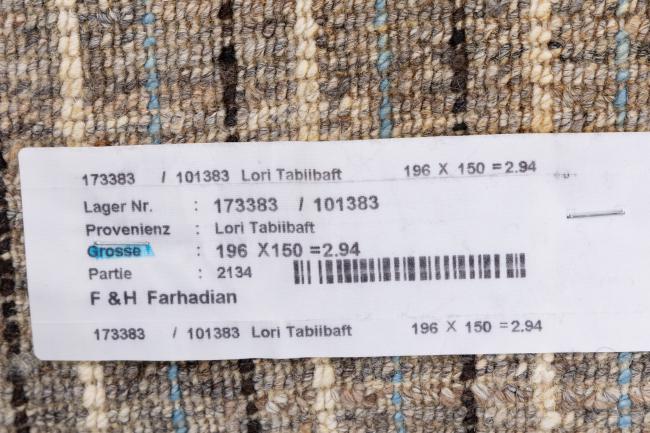 173383 / 101383 Lori Tabiibaft 196 X 150 =2.94
Lager Nr. : 173383 / 101383
Provenienz : Lori Tabiibaft
Grosse : 196 X150 =2.94
Partie : 2134
F &H Farhadian
173383 / 101383 Lori Tabiibaft 196 X 150 =2.94